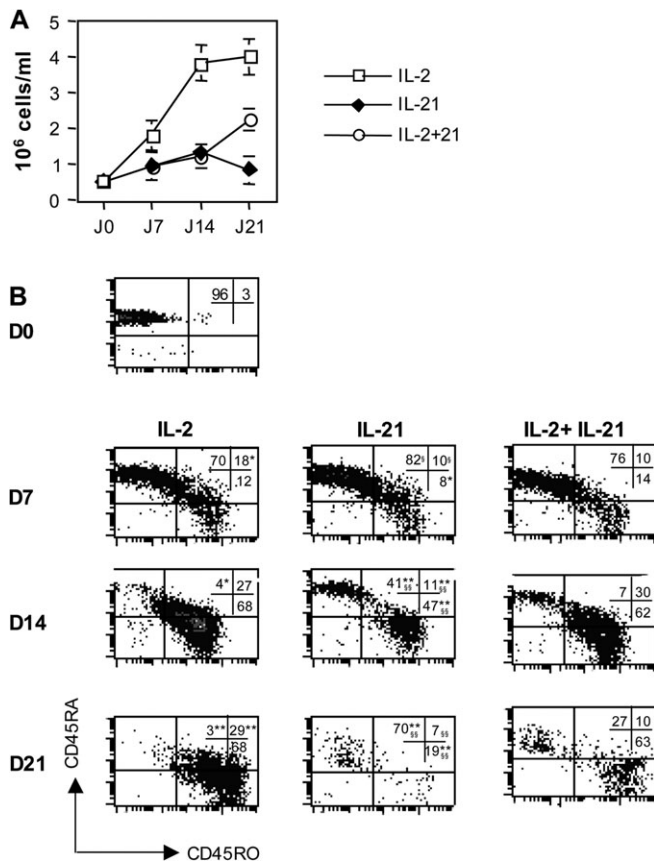 A
10⁶ cells/ml
5
4
3
2
1
0
J0 J7 J14 J21
IL-2
IL-21
IL-2+21
B
D0
96 3
IL-2 IL-21 IL-2+ IL-21
D7
70 18*
12
82§ 10§
8*
76 10
14
D14
4* 27
68
41**§§ 11**§§
47**§§
7 30
62
D21
3** 29**
68
70**§§ 7§§
19**§§
27 10
63
CD45RA
CD45RO